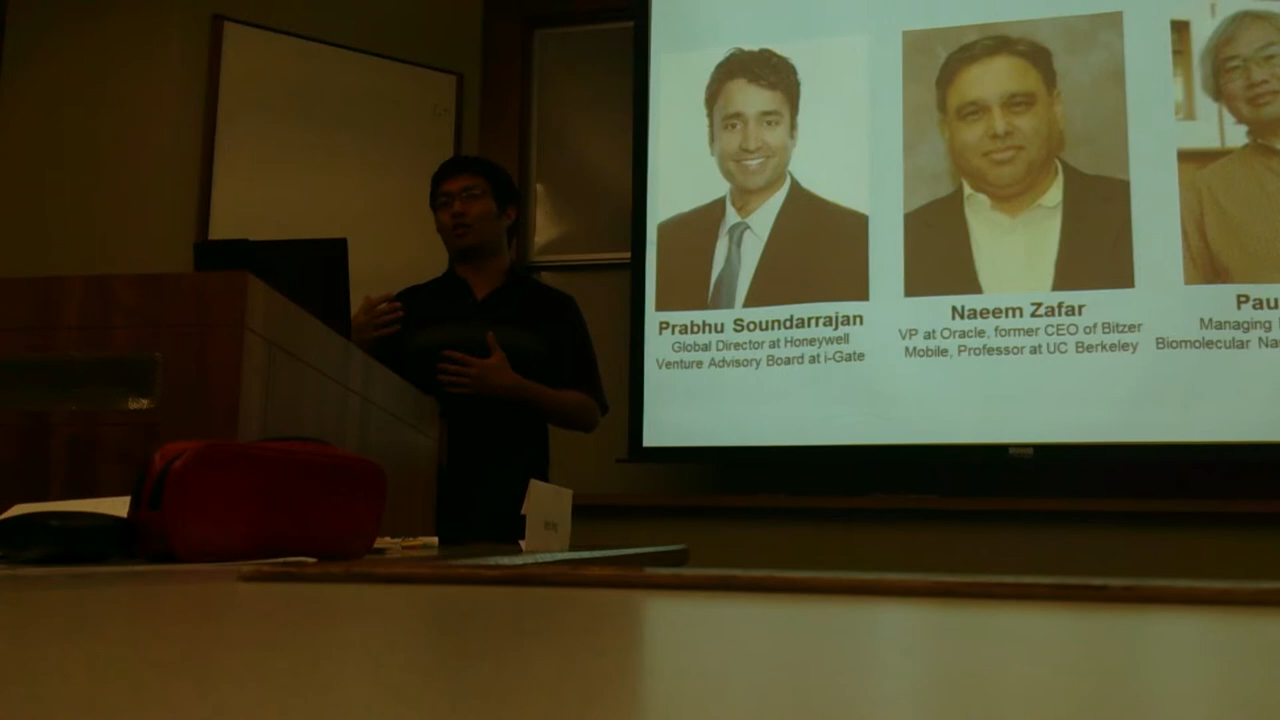 Prabhu Soundarrajan
Global Director at Honeywell
Venture Advisory Board at i-Gate
Naeem Zafar
VP at Oracle, former CEO of Bitzer
Mobile, Professor at UC Berkeley
Pau
Managing
Biomolecular Na